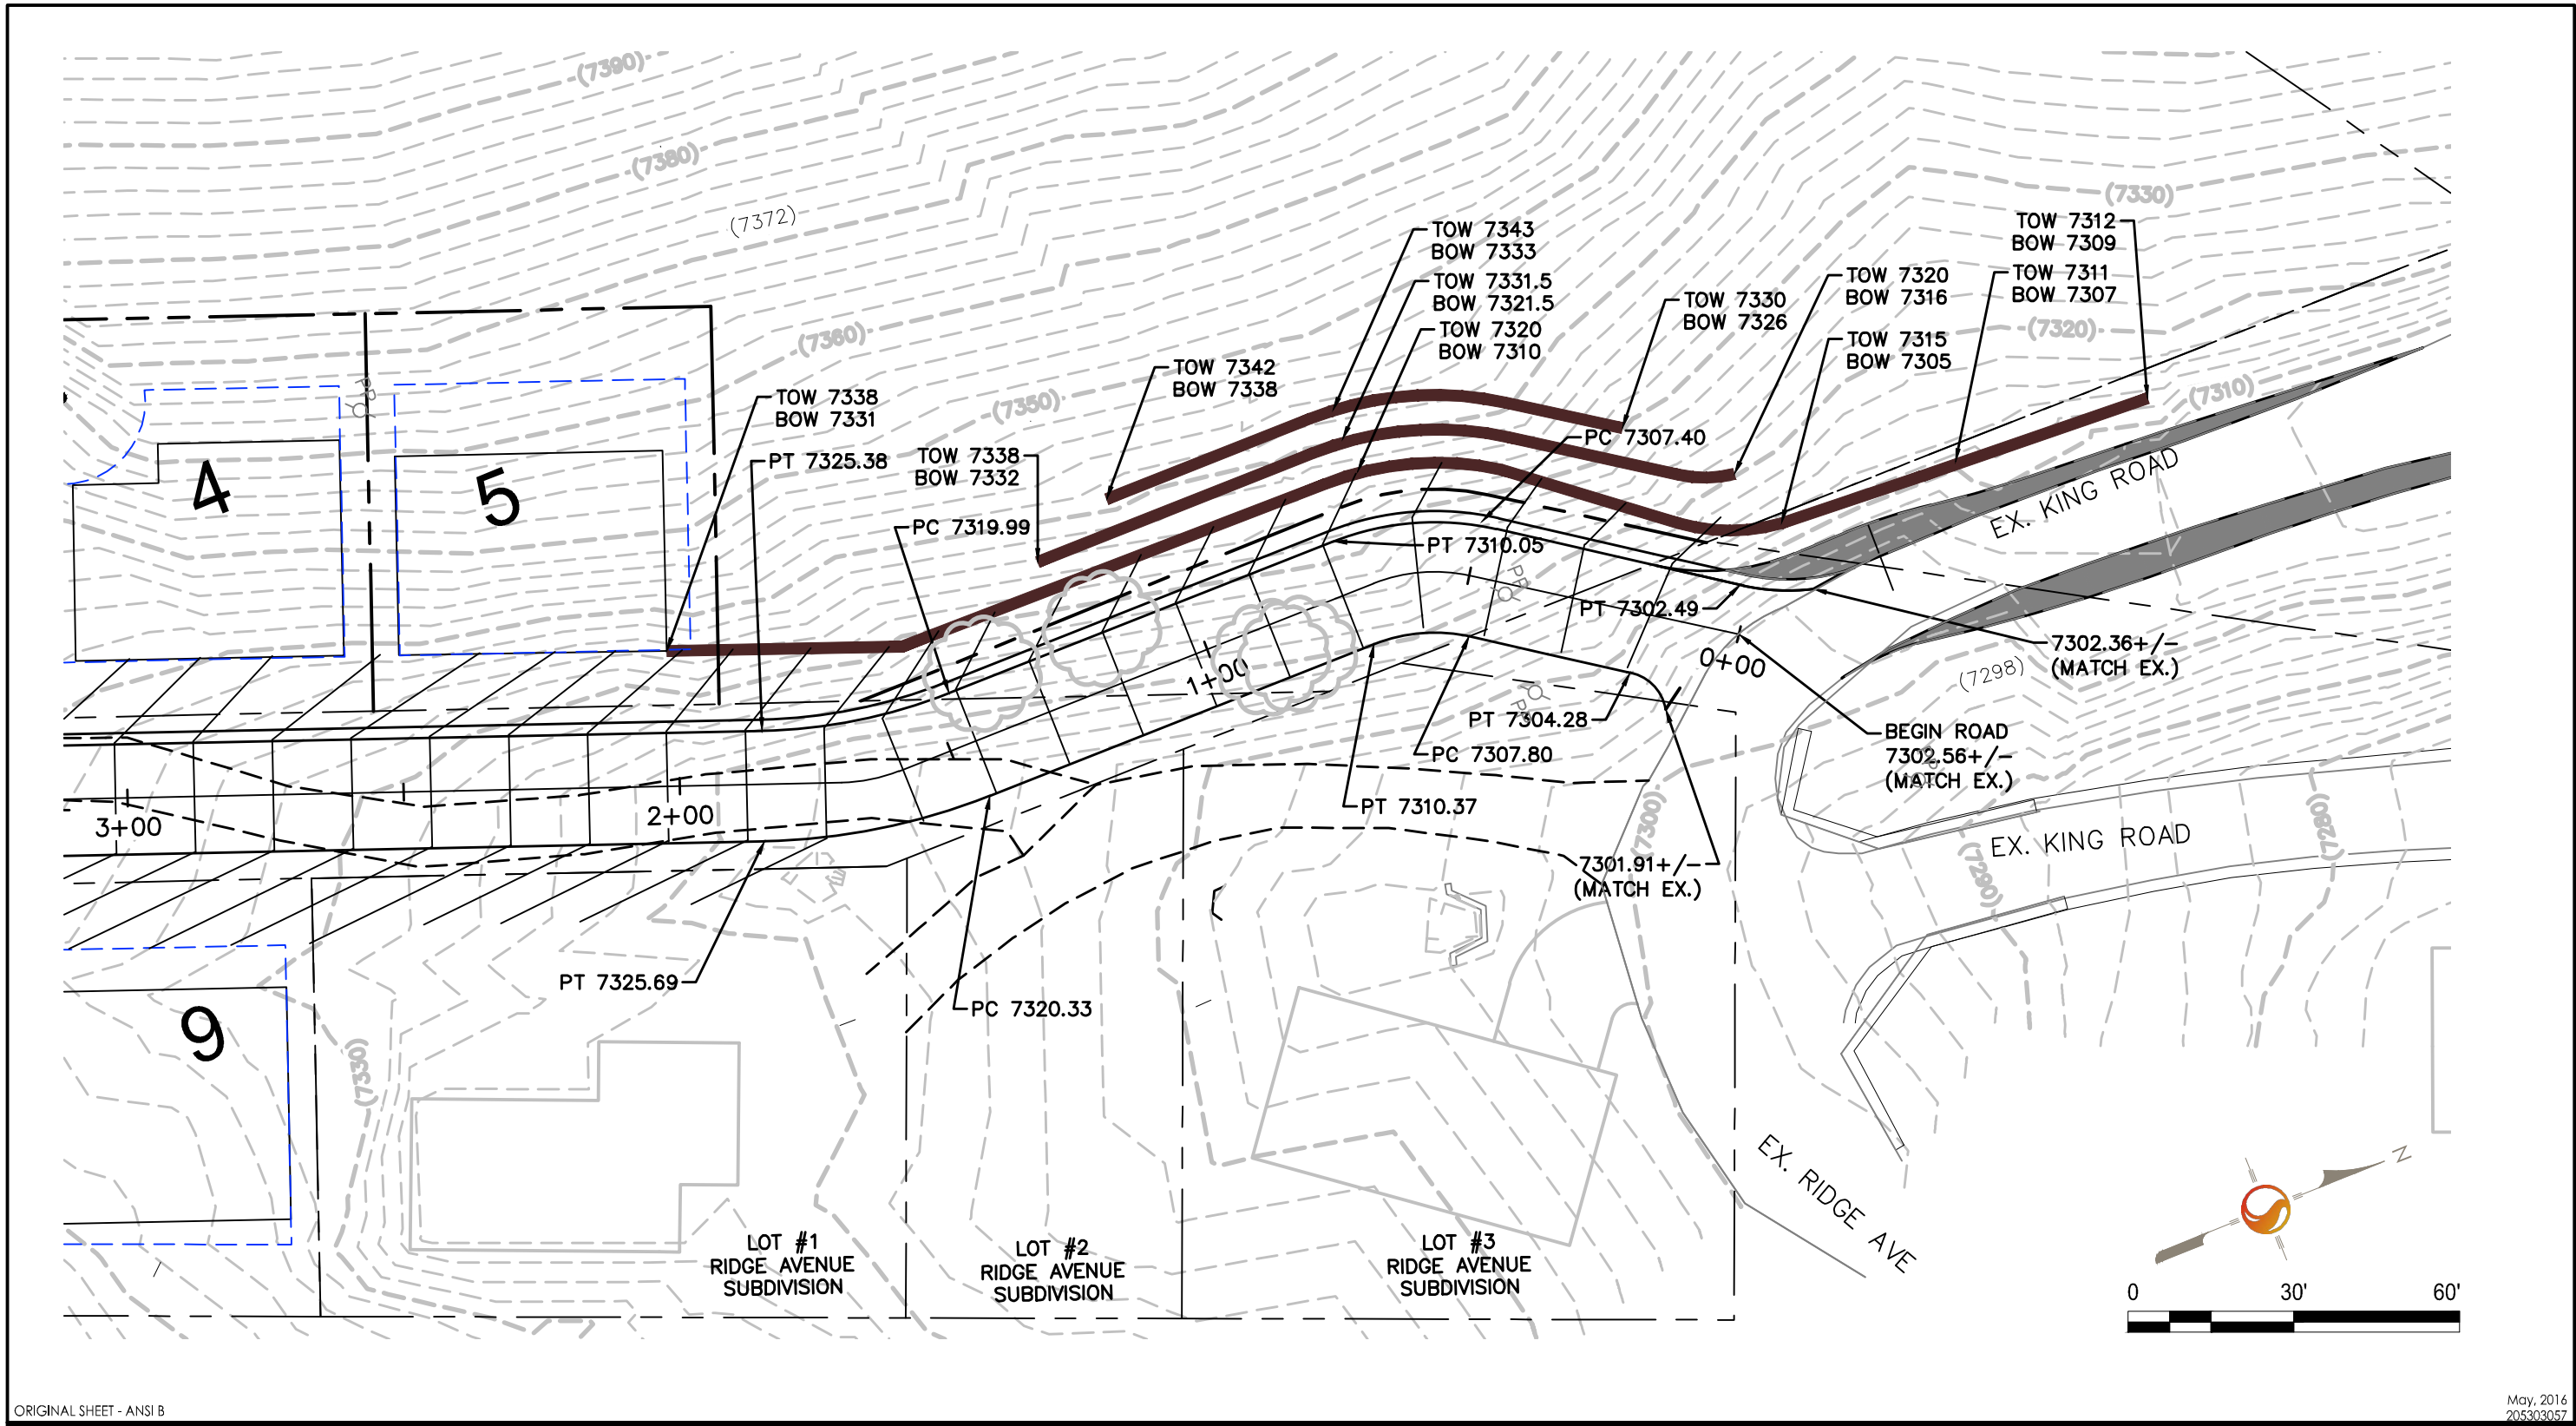 (7390)
(7380)
(7372)
(7360)
(7350)
(7330)
(7320)
(7310)
TOW 7343
BOW 7333
TOW 7331.5
BOW 7321.5
TOW 7320
BOW 7310
TOW 7330
BOW 7326
TOW 7320
BOW 7316
TOW 7315
BOW 7305
TOW 7312
BOW 7309
TOW 7311
BOW 7307
TOW 7342
BOW 7338
TOW 7338
BOW 7331
PT 7325.38
TOW 7338
BOW 7332
PC 7319.99
PC 7307.40
PT 7310.05
PT 7302.49
4
5
PP
PP
EX. KING ROAD
7302.36+/-
(MATCH EX.)
(7298)
0+00
1+00
2+00
3+00
PT 7304.28
PC 7307.80
PT 7310.37
BEGIN ROAD
7302.56+/-
(MATCH EX.)
EX. KING ROAD
(7300)
(7290)
(7280)
7301.91+/-
(MATCH EX.)
PT 7325.69
PC 7320.33
9
(7330)
LOT #1
RIDGE AVENUE
SUBDIVISION
LOT #2
RIDGE AVENUE
SUBDIVISION
LOT #3
RIDGE AVENUE
SUBDIVISION
EX. RIDGE AVE
N
0 30' 60'
ORIGINAL SHEET - ANSI B
May, 2016
205303057